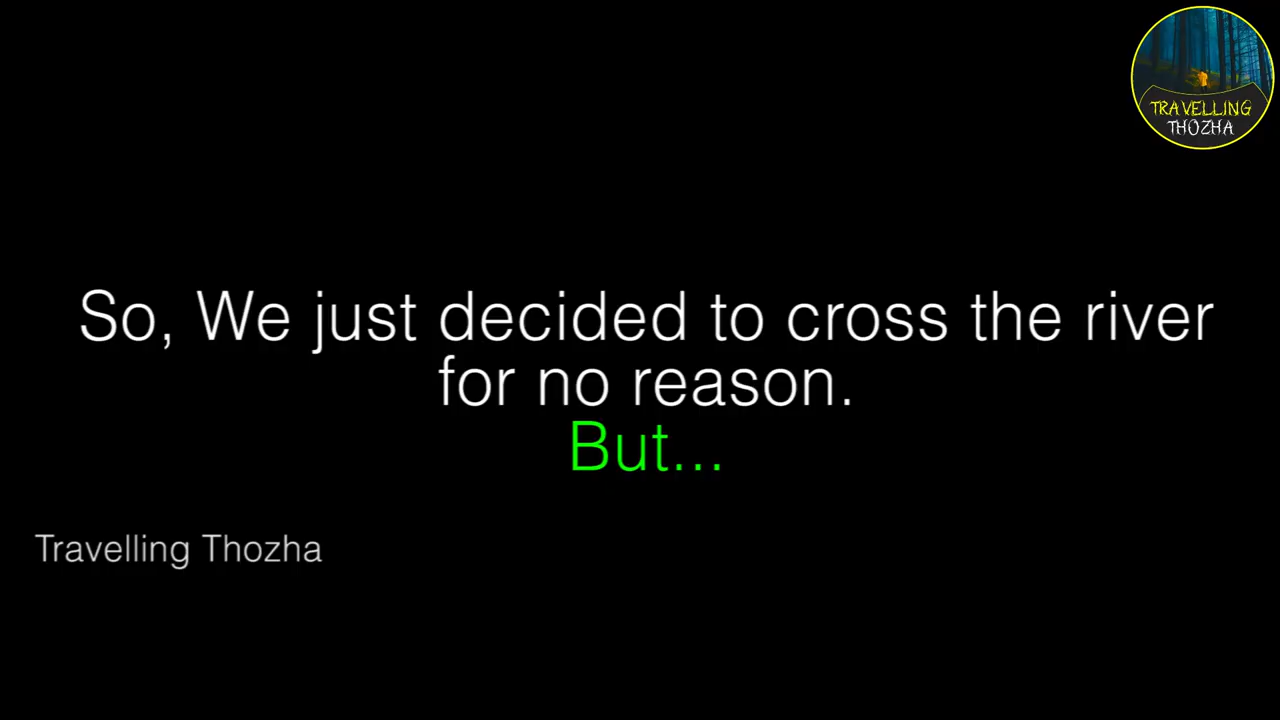 TRAVELLING
THOZHA
So, We just decided to cross the river
for no reason.
But...
Travelling Thozha